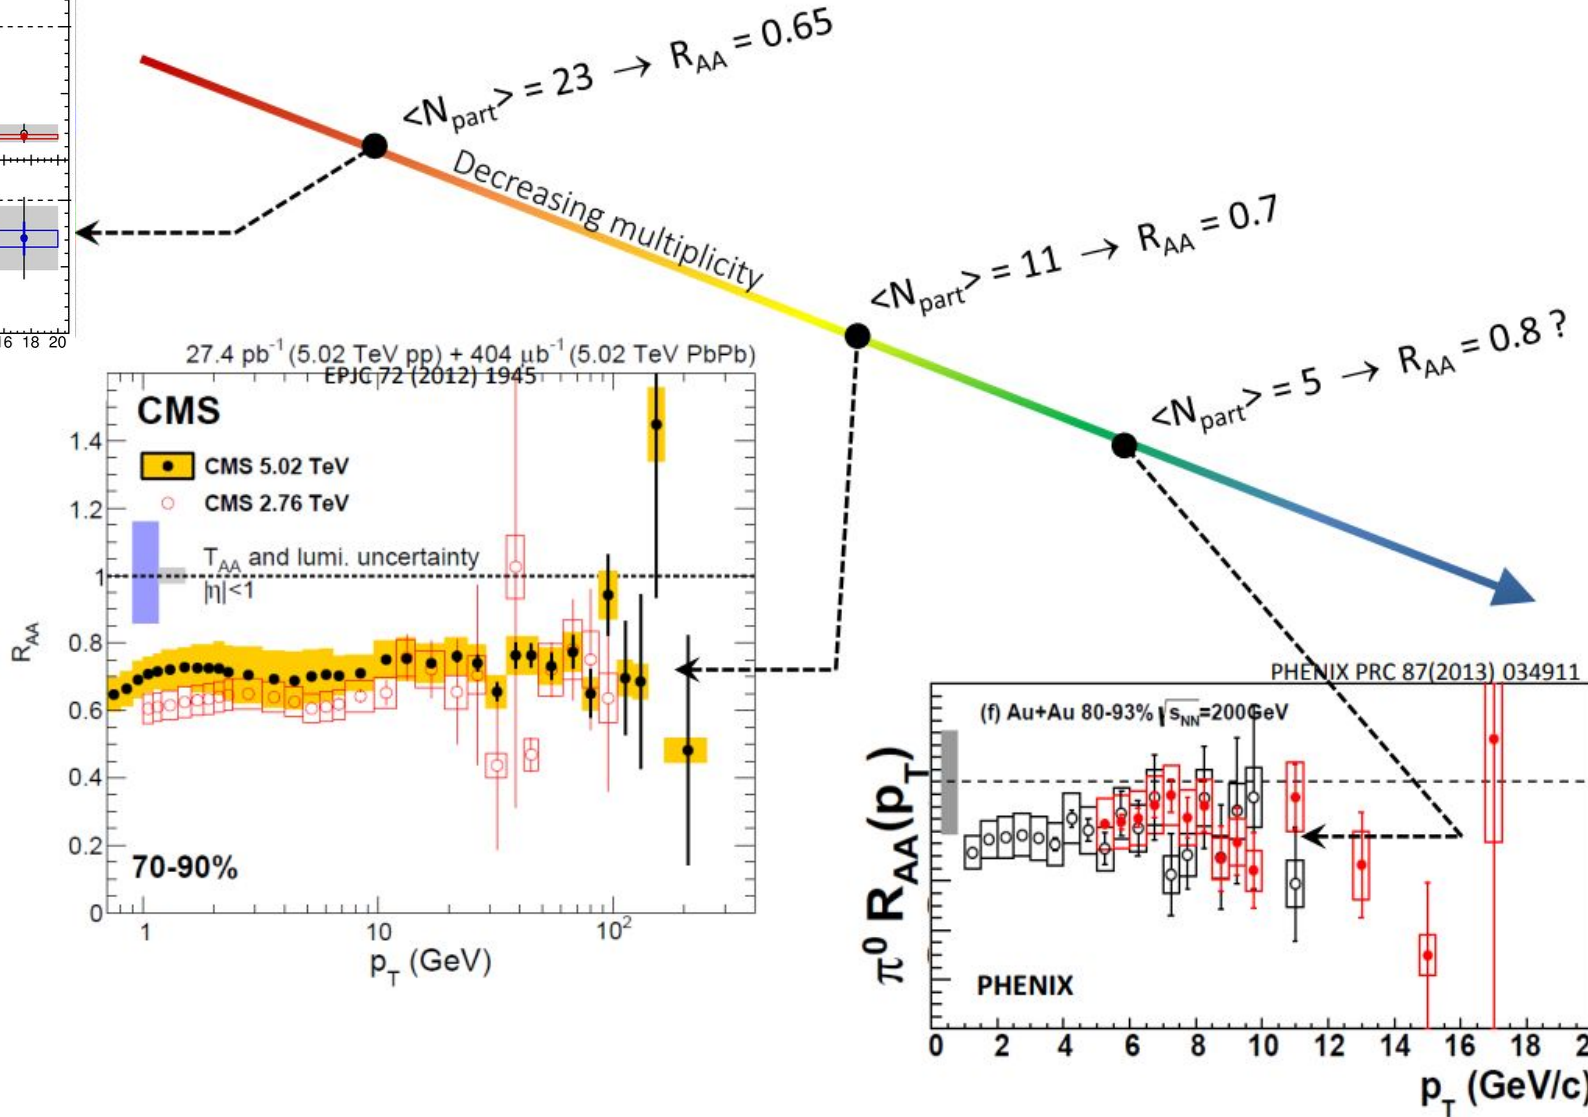 <N_part> = 23 → R_AA = 0.65
Decreasing multiplicity
<N_part> = 11 → R_AA = 0.7
<N_part> = 5 → R_AA = 0.8 ?
16 18 20
27.4 pb⁻¹ (5.02 TeV pp) + 404 μb⁻¹ (5.02 TeV PbPb)
EPJC 72 (2012) 1945
CMS
CMS 5.02 TeV
CMS 2.76 TeV
T_AA and lumi. uncertainty
|η|<1
R_AA
1.4
1.2
1
0.8
0.6
0.4
0.2
0
70-90%
1 10 10²
p_T (GeV)
PHENIX PRC 87(2013) 034911
(f) Au+Au 80-93% √s_NN=200GeV
π⁰ R_AA(p_T)
PHENIX
0 2 4 6 8 10 12 14 16 18 2
p_T (GeV/c)